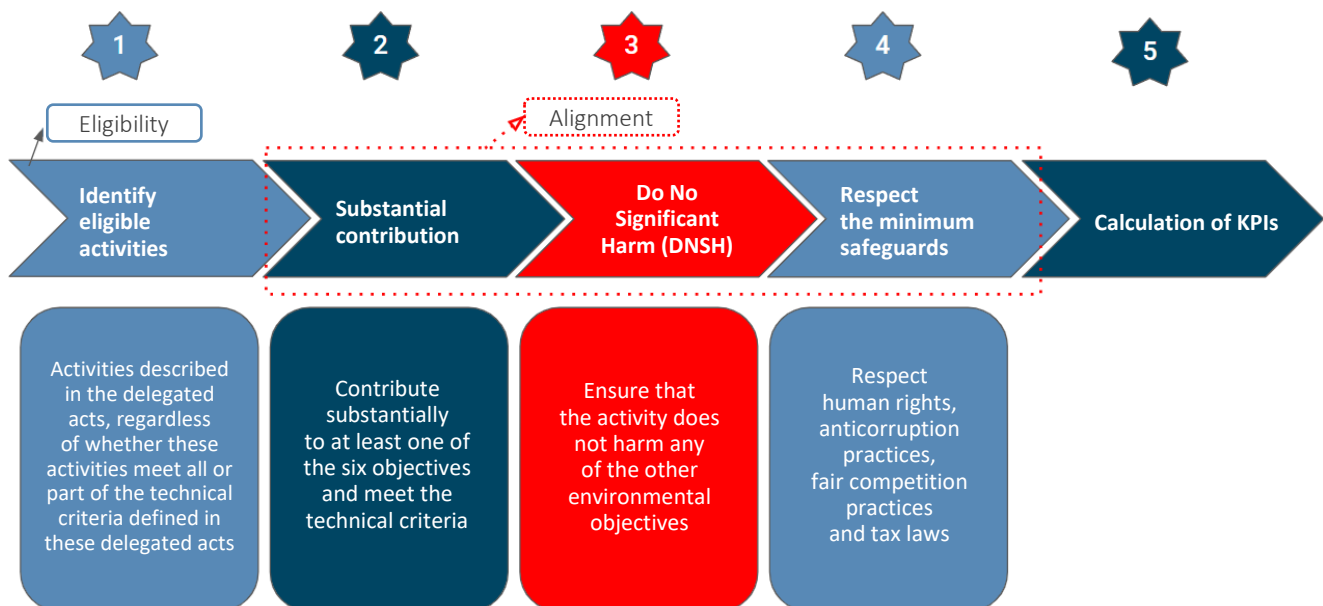 1
2
3
4
5
Eligibility
Alignment
Identify
eligible
activities
Substantial
contribution
Do No
Significant
Harm (DNSH)
Respect
the minimum
safeguards
Calculation of KPIs
Activities described
in the delegated
acts, regardless
of whether these
activities meet all or
part of the technical
criteria defined in
these delegated acts
Contribute
substantially
to at least one of
the six objectives
and meet the
technical criteria
Ensure that
the activity does
not harm any
of the other
environmental
objectives
Respect
human rights,
anticorruption
practices,
fair competition
practices
and tax laws